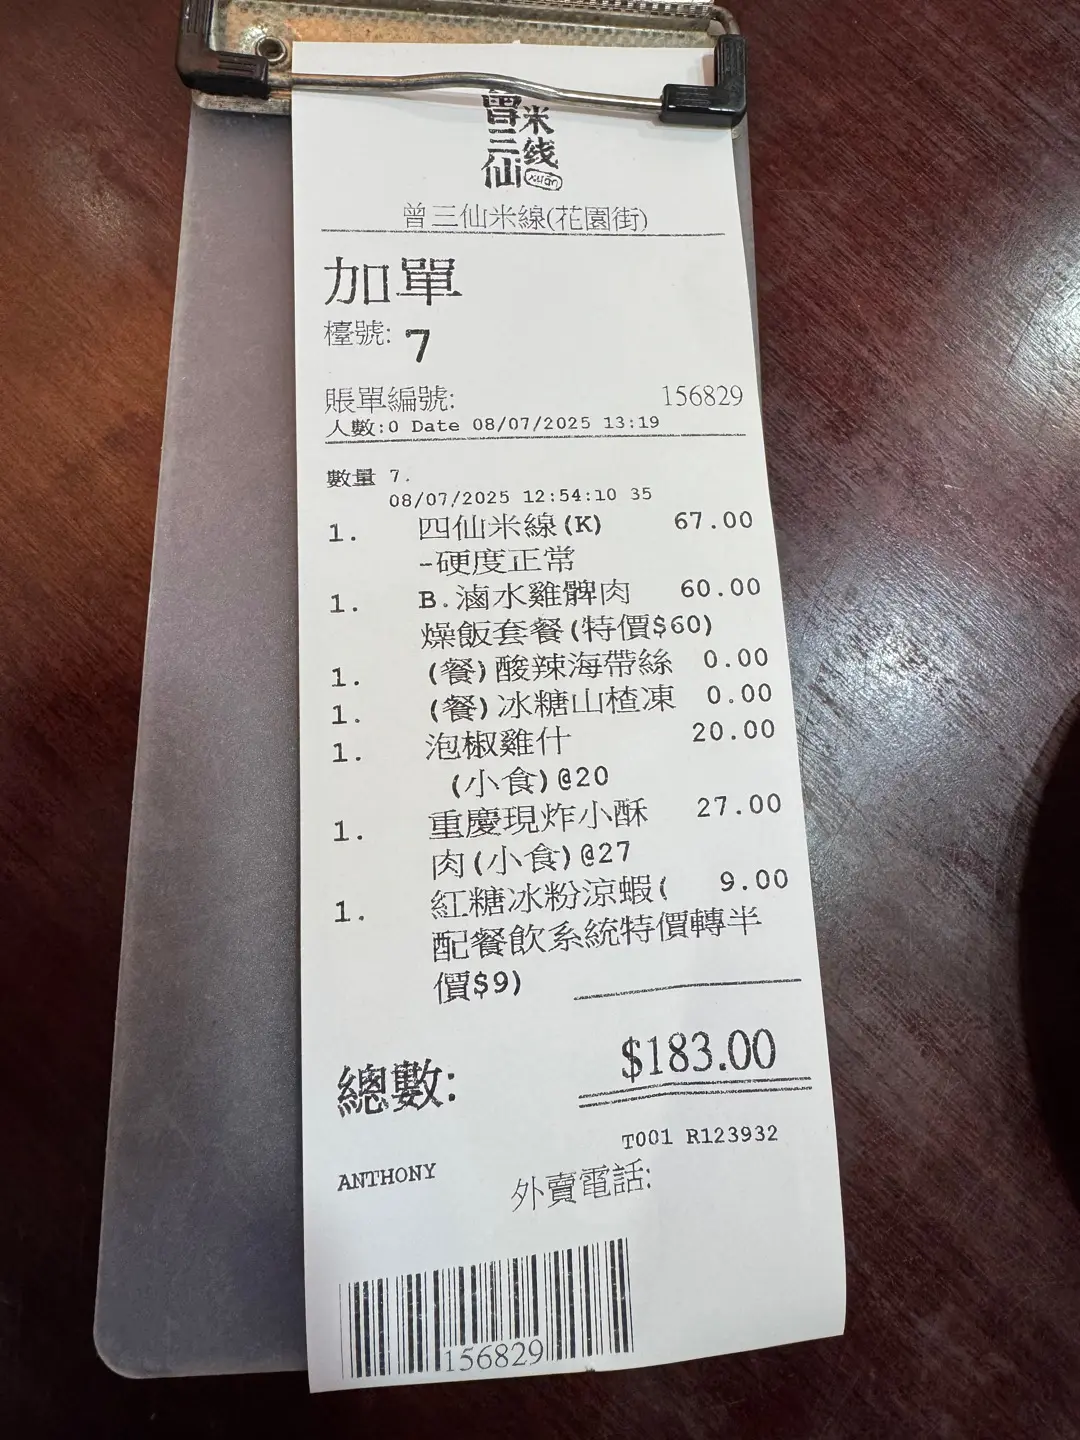 曾三仙
米线
xuān
曾三仙米線(花園街)
加單
檯號: 7
賬單編號: 156829
人數:0 Date 08/07/2025 13:19
數量 7.
08/07/2025 12:54:10 35
1. 四仙米線(K) 67.00
-硬度正常
1. B.滷水雞髀肉 60.00
燥飯套餐(特價$60)
1. (餐)酸辣海帶絲 0.00
1. (餐)冰糖山楂凍 0.00
1. 泡椒雞什 20.00
(小食)@20
1. 重慶現炸小酥 27.00
肉(小食)@27
1. 紅糖冰粉涼蝦( 9.00
配餐飲系統特價轉半
價$9)
總數: $183.00
T001 R123932
ANTHONY
外賣電話:
156829